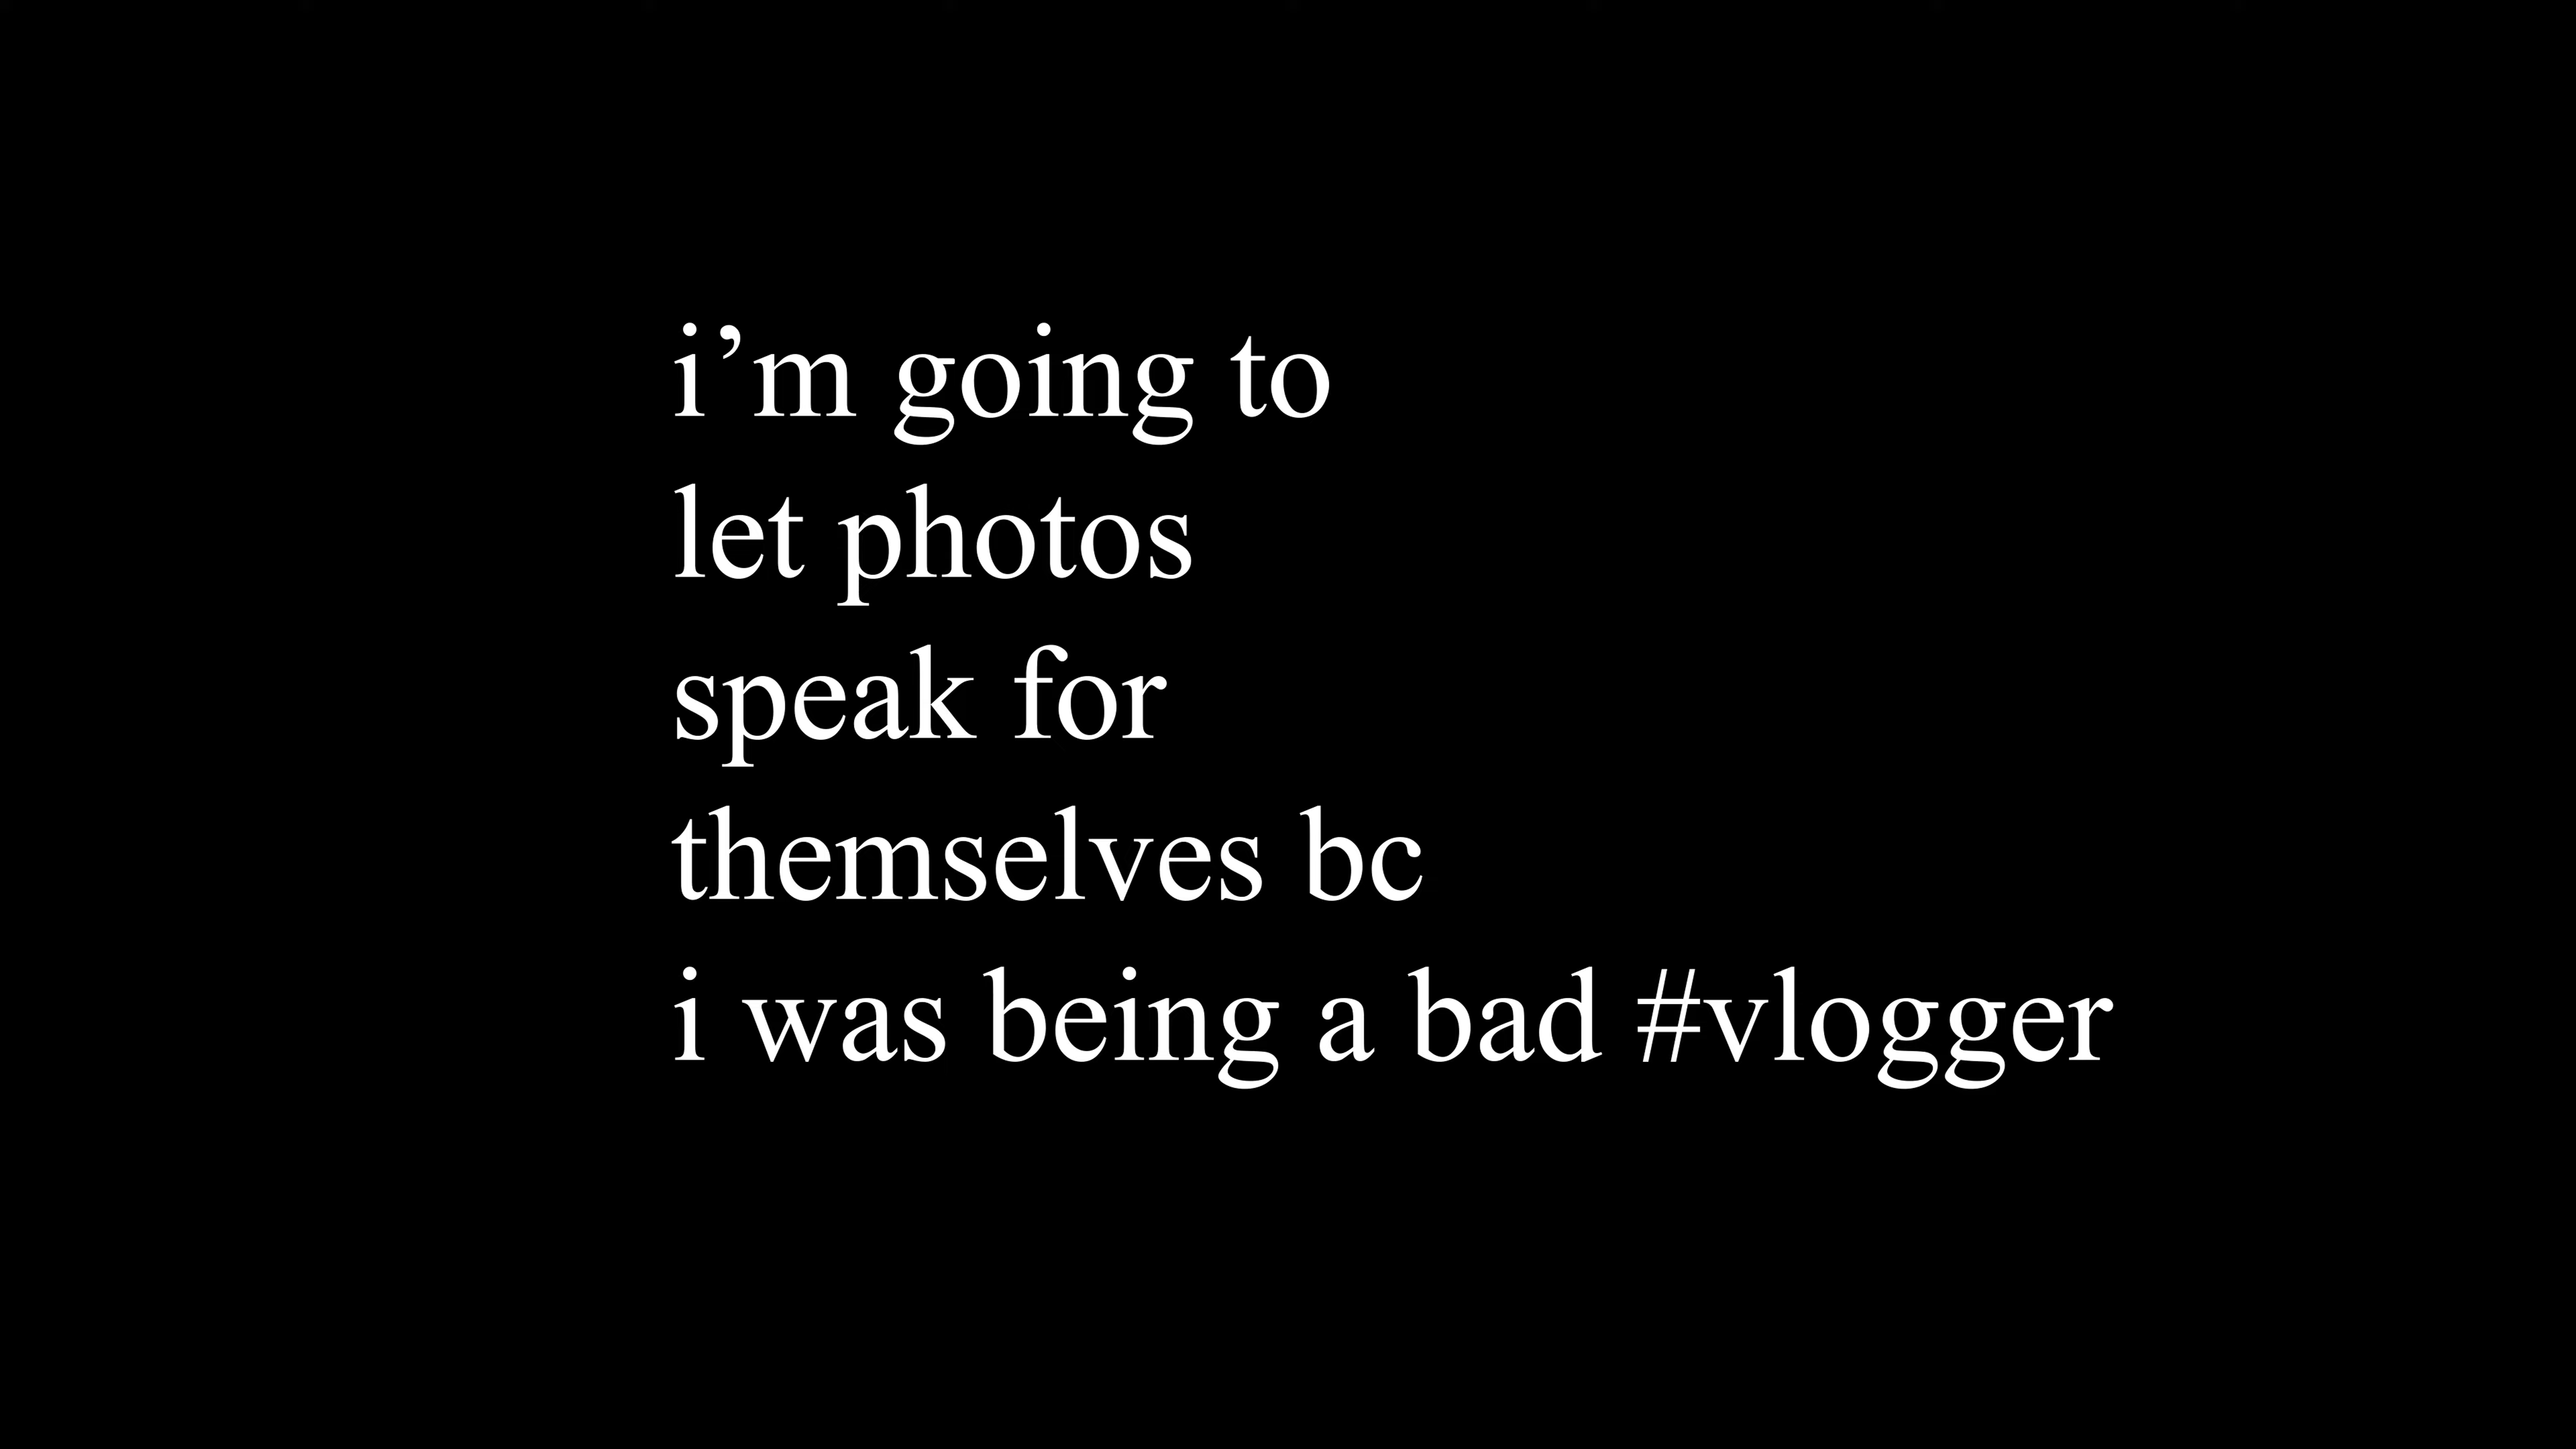 i’m going to
let photos
speak for
themselves bc
i was being a bad #vlogger